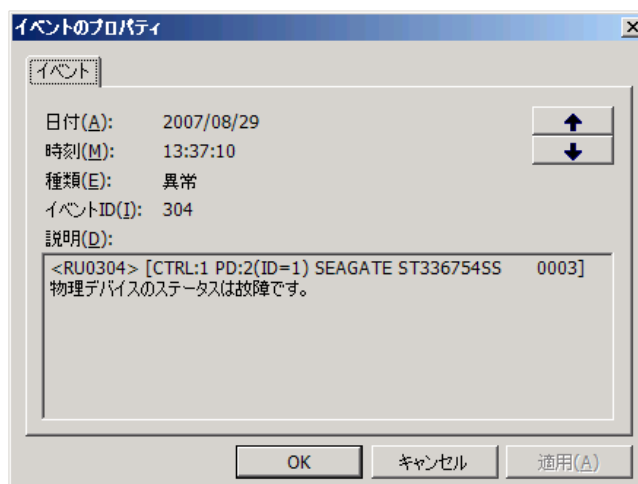 イベントのプロパティ
イベント
日付(A): 2007/08/29
時刻(M): 13:37:10
種類(E): 異常
イベントID(I): 304
説明(D):
<RU0304> [CTRL:1 PD:2(ID=1) SEAGATE ST336754SS 0003]
物理デバイスのステータスは故障です。
OK キャンセル 適用(A)